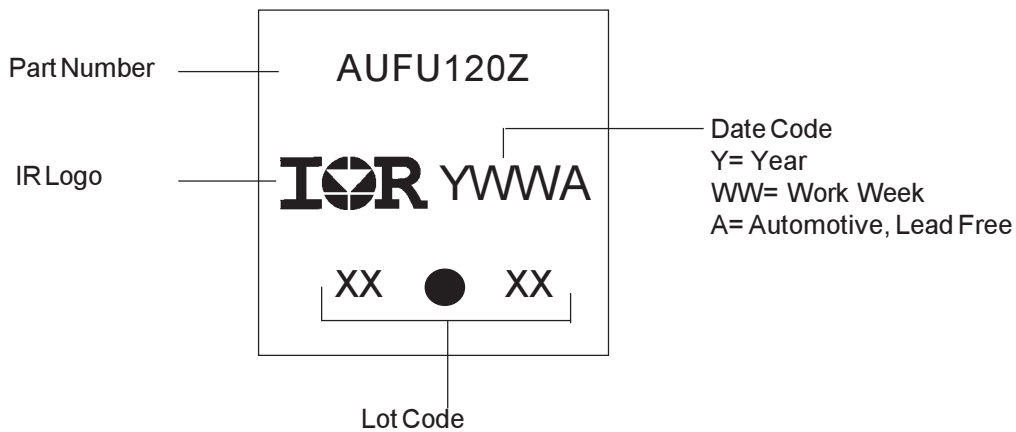 Part Number
AUFU120Z
Date Code
Y= Year
WW= Work Week
A= Automotive, Lead Free
IR Logo
IOR YWWA
XX XX
Lot Code